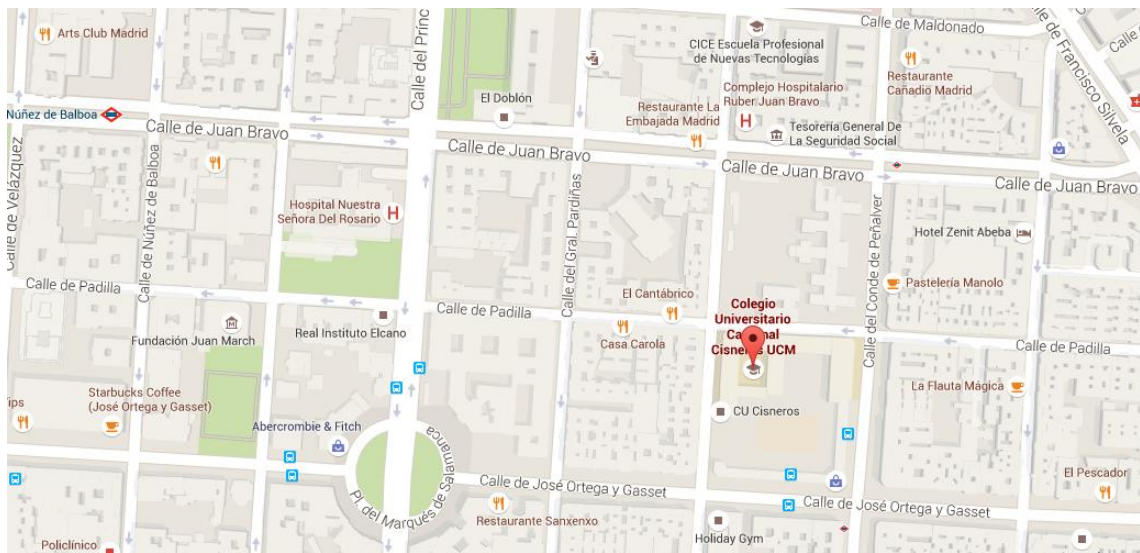 Arts Club Madrid
Calle del Prínc
Calle de Maldonado
Calle de Francisco Silvela
Calle
CICE Escuela Profesional
de Nuevas Tecnologías
Restaurante
Cañadio Madrid
El Doblón
Complejo Hospitalario
Ruber Juan Bravo
Restaurante La
Embajada Madrid
Tesorería General De
La Seguridad Social
Núñez de Balboa
Calle de Juan Bravo
Calle de Juan Bravo
Calle de Juan Bravo
Calle de Juan Bravo
Calle de Velázquez
Calle de Núñez de Balboa
Hospital Nuestra
Señora Del Rosario
Calle del Gral. Pardiñas
Calle del Conde de Peñalver
Hotel Zenit Abeba
Pastelería Manolo
Calle de Padilla
El Cantábrico
Calle de Padilla
Colegio
Universitario
Ca nal
Cisneros UCM
Real Instituto Elcano
Fundación Juan March
Casa Carola
Calle de Padilla
Starbucks Coffee
(José Ortega y Gasset)
La Flauta Mágica
ips
CU Cisneros
Abercrombie & Fitch
Pl. del Marqués de Salamanca
El Pescador
Calle de José Ortega y Gasset
Calle de José Ortega y Gasset
Restaurante Sanxenxo
Holiday Gym
Policlínico